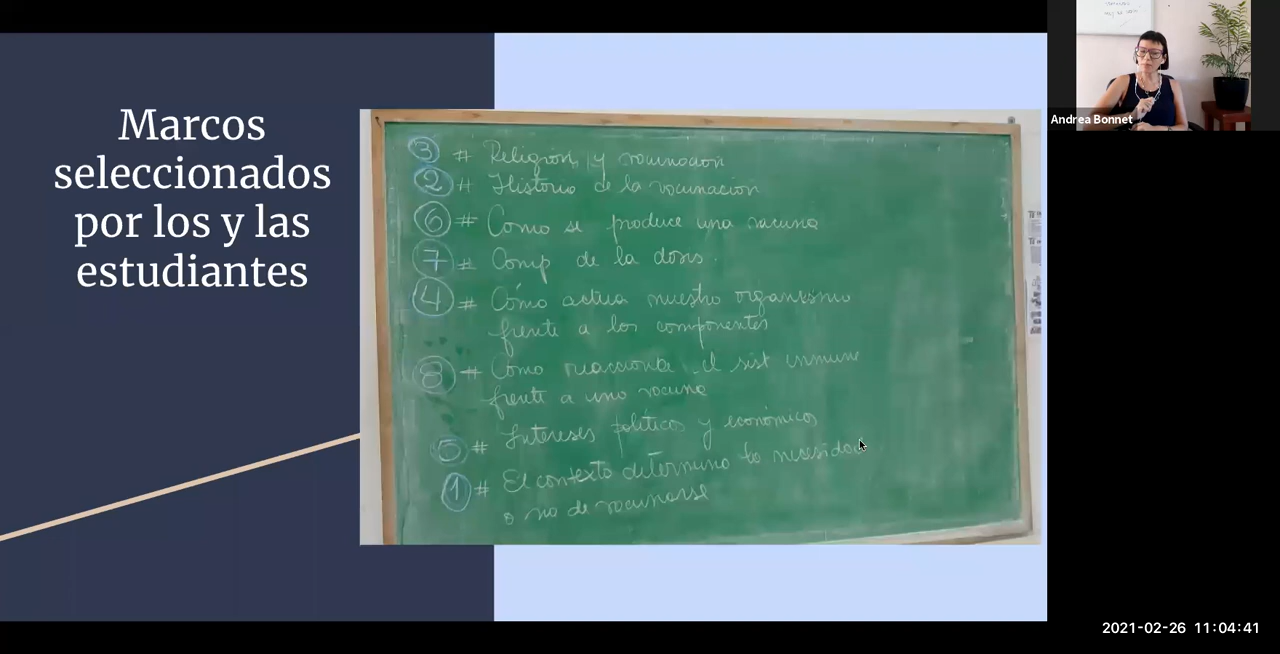 Marcos
seleccionados
por los y las
estudiantes
③ # Religion y vacunacion
② # Historia de la vacunación
⑥ # Como se produce una vacuna
⑦ # Comp de la dosis.
④ # Cómo actua nuestro organismo
frente a los componentes
⑧ # Como reacciona el sist inmune
frente a una vacuna
⑤ # Intereses políticos y económicos
① # El contexto determina la necesidad
o no de vacunarse
Andrea Bonnet
2021-02-26 11:04:41